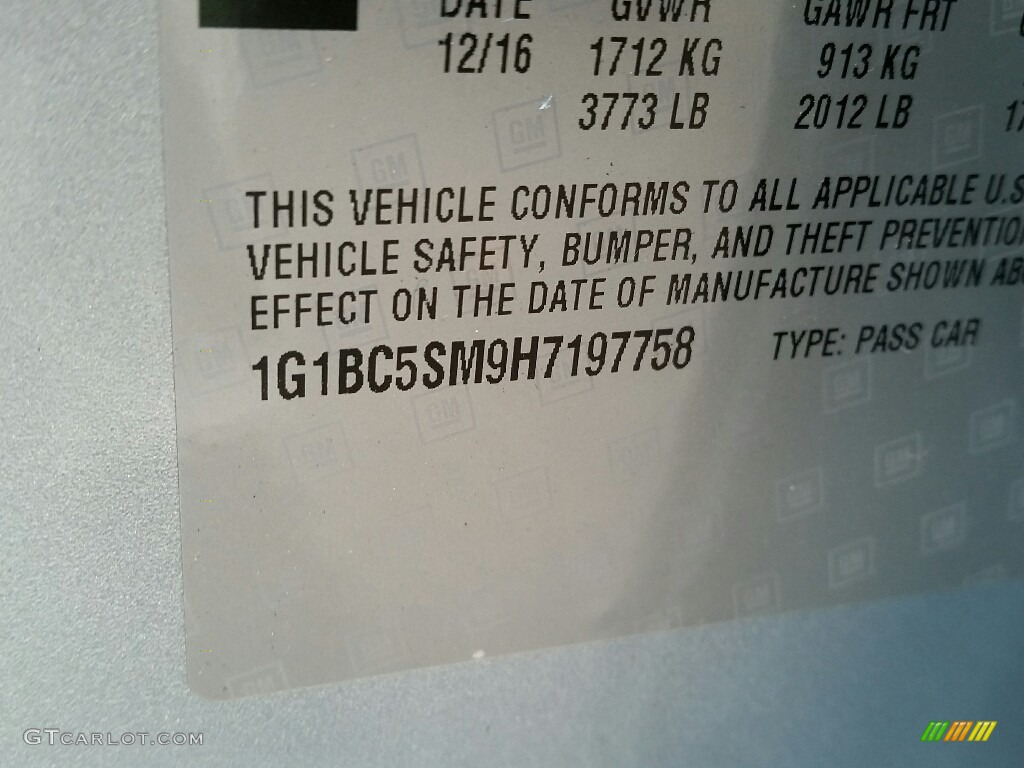 DATE GVWR GAWR FRT
12/16 1712 KG 913 KG
3773 LB 2012 LB 17
THIS VEHICLE CONFORMS TO ALL APPLICABLE U.S
VEHICLE SAFETY, BUMPER, AND THEFT PREVENTIO
EFFECT ON THE DATE OF MANUFACTURE SHOWN ABO
1G1BC5SM9H7197758 TYPE: PASS CAR
GTCARLOT.COM